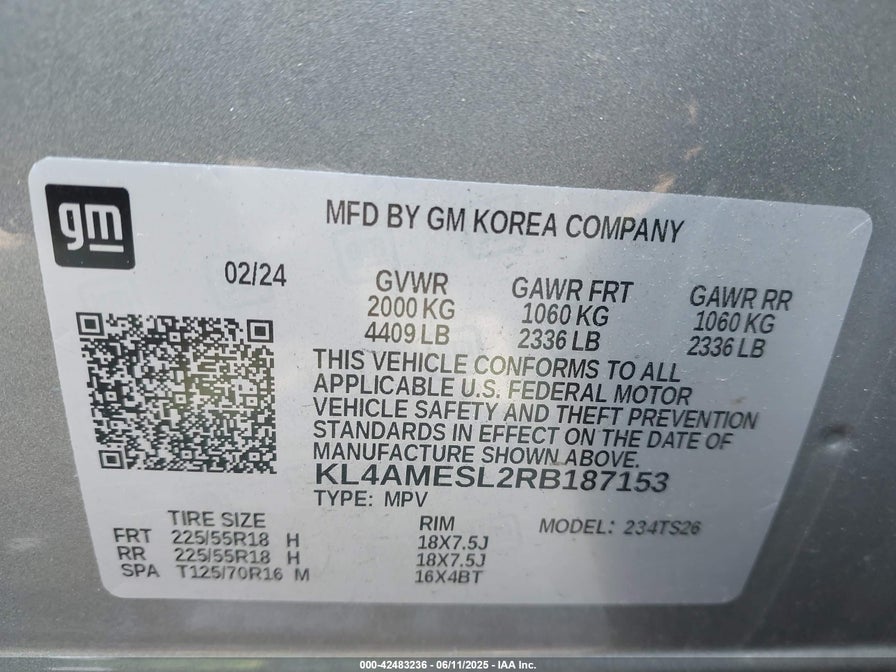 gm
MFD BY GM KOREA COMPANY
02/24
GVWR
2000 KG
4409 LB
GAWR FRT
1060 KG
2336 LB
GAWR RR
1060 KG
2336 LB
THIS VEHICLE CONFORMS TO ALL
APPLICABLE U.S. FEDERAL MOTOR
VEHICLE SAFETY AND THEFT PREVENTION
STANDARDS IN EFFECT ON THE DATE OF
MANUFACTURE SHOWN ABOVE.
KL4AMESL2RB187153
TYPE: MPV
TIRE SIZE RIM MODEL: 234TS26
FRT 225/55R18 H 18X7.5J
RR 225/55R18 H 18X7.5J
SPA T125/70R16 M 16X4BT
000-42483236 - 06/11/2025 - IAA Inc.